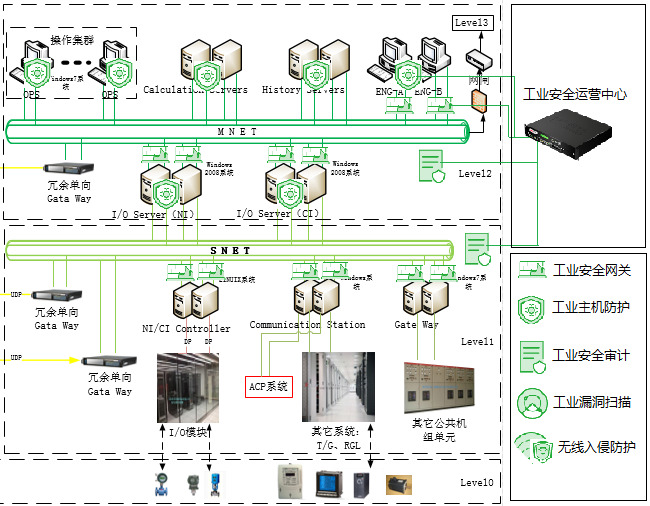 Level3
操作集群
Windows7系统
OPS
OPS
Calculation Servers
History Servers
ENG-A
ENG-B
网闸
工业安全运营中心
MNET
冗余单向
Gata Way
Windows
2008系统
Windows
2008系统
Level2
I/O Server (NI)
I/O Server (CI)
SNET
UDP
冗余单向
Gata Way
LINUIX系统
Windows系统
Windows7系统
NI/CI Controller
Communication Station
Gate Way
DP
DP
Level1
UDP
冗余单向
Gata Way
ACP系统
I/O模块
其它系统:
T/G、RGL
其它公共机
组单元
Level0
工业安全网关
工业主机防护
工业安全审计
工业漏洞扫描
无线入侵防护